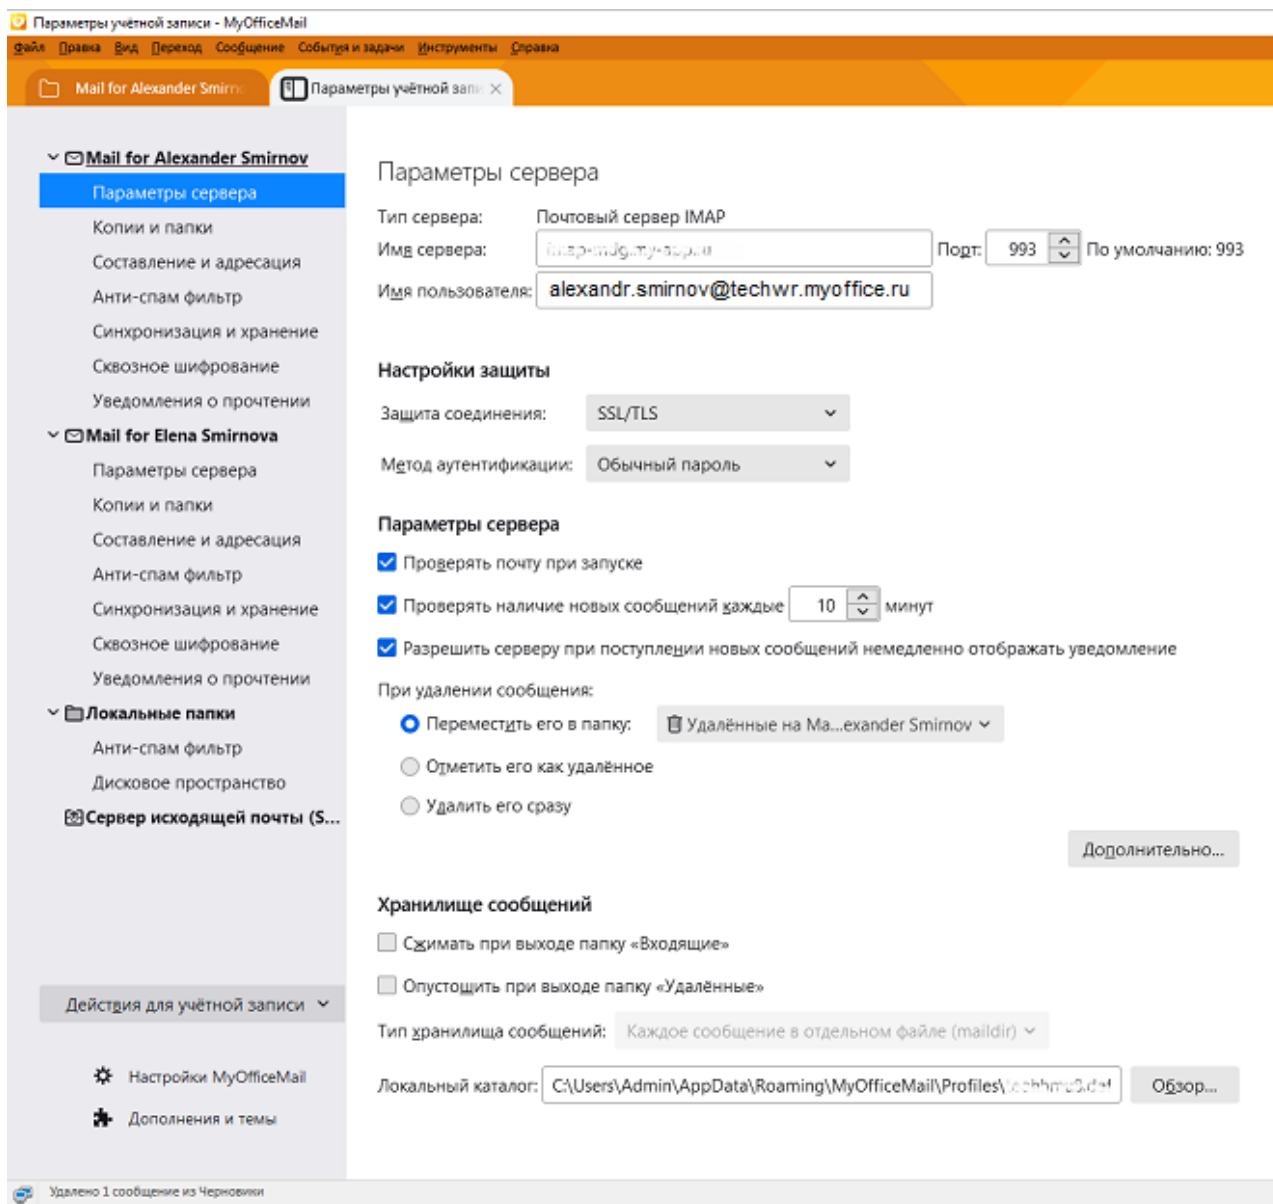 Параметры учётной записи - MyOfficeMail
Файл Правка Вид Переход Сообщение События и задачи Инструменты Справка
Mail for Alexander Smirno
Параметры учётной запи
Mail for Alexander Smirnov
Параметры сервера
Копии и папки
Составление и адресация
Анти-спам фильтр
Синхронизация и хранение
Сквозное шифрование
Уведомления о прочтении
Mail for Elena Smirnova
Параметры сервера
Копии и папки
Составление и адресация
Анти-спам фильтр
Синхронизация и хранение
Сквозное шифрование
Уведомления о прочтении
Локальные папки
Анти-спам фильтр
Дисковое пространство
Сервер исходящей почты (S...
Действия для учётной записи
Настройки MyOfficeMail
Дополнения и темы
Параметры сервера
Тип сервера: Почтовый сервер IMAP
Имя сервера: Порт: 993 По умолчанию: 993
Имя пользователя: alexandr.smirnov@techwr.myoffice.ru
Настройки защиты
Защита соединения: SSL/TLS
Метод аутентификации: Обычный пароль
Параметры сервера
Проверять почту при запуске
Проверять наличие новых сообщений каждые 10 минут
Разрешить серверу при поступлении новых сообщений немедленно отображать уведомление
При удалении сообщения:
Переместить его в папку: Удалённые на Ma...exander Smirnov
Отметить его как удалённое
Удалить его сразу
Дополнительно...
Хранилище сообщений
Сжимать при выходе папку «Входящие»
Опустошить при выходе папку «Удалённые»
Тип хранилища сообщений: Каждое сообщение в отдельном файле (maildir)
Локальный каталог: C:\Users\Admin\AppData\Roaming\MyOfficeMail\Profiles\ Обзор...
Удалено 1 сообщение из Черновики